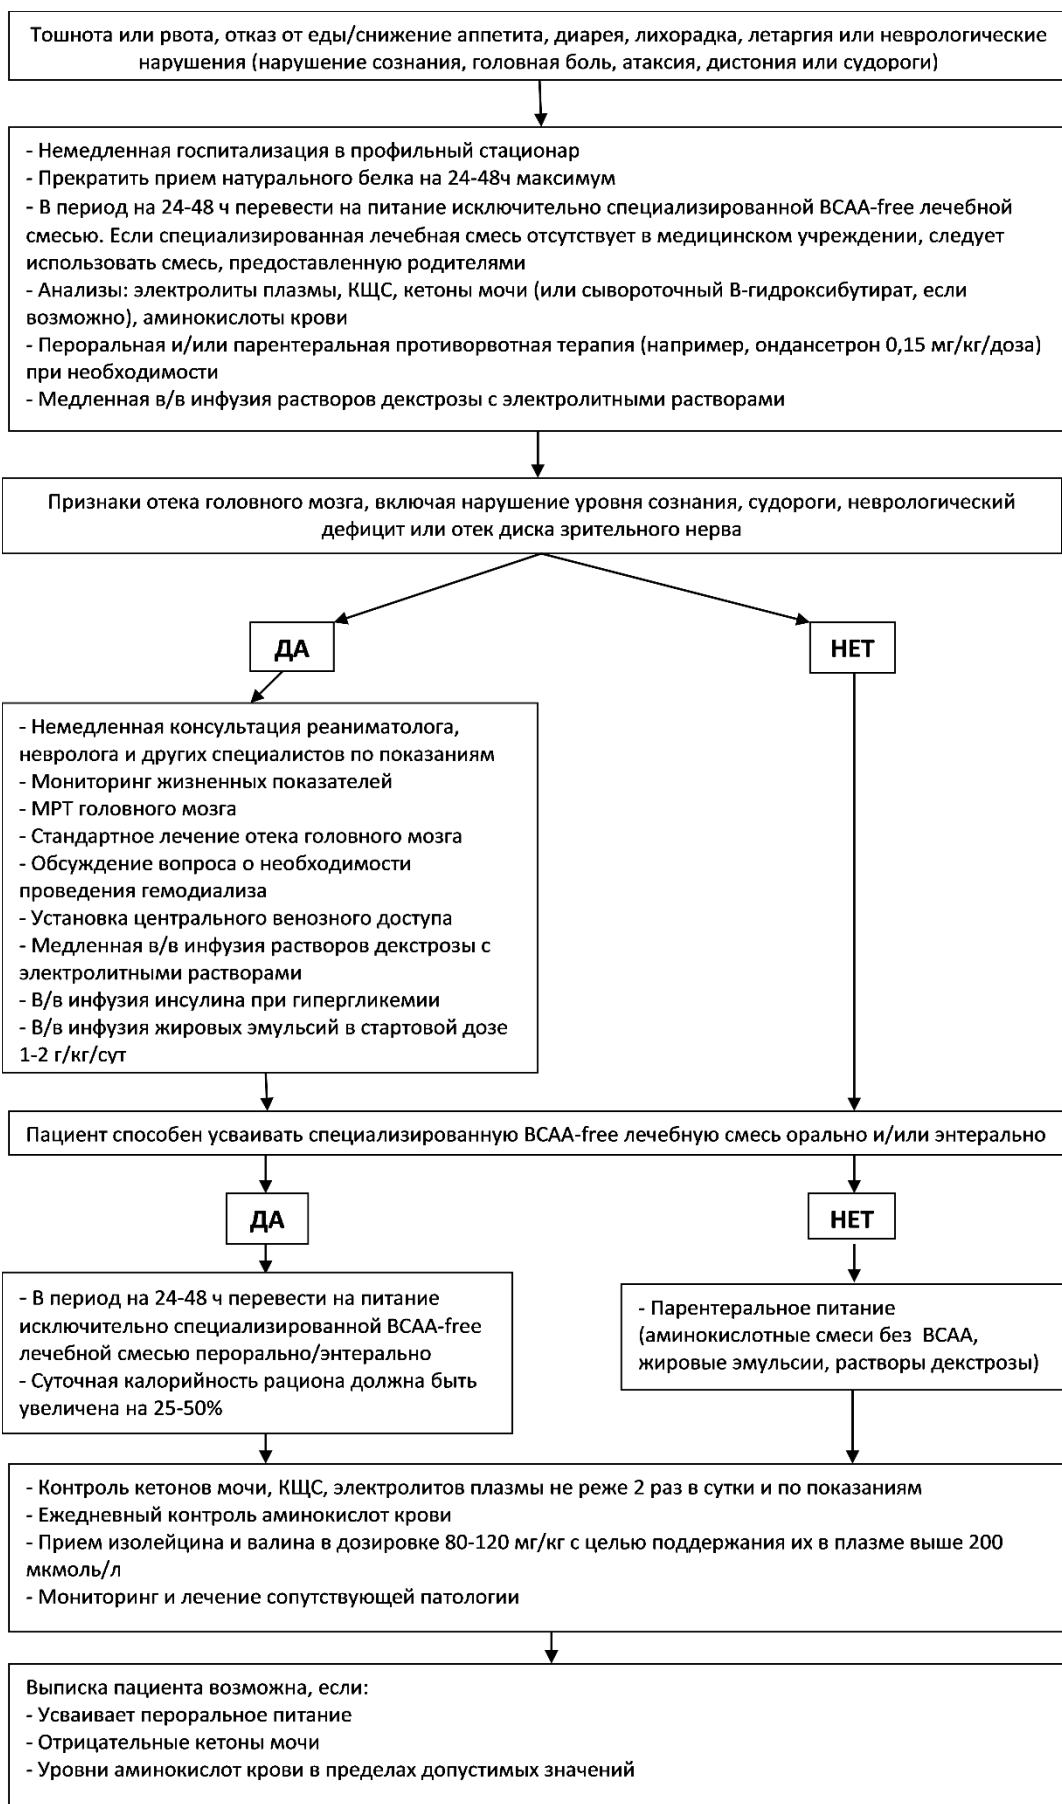 Тошнота или рвота, отказ от еды/снижение аппетита, диарея, лихорадка, летаргия или неврологические
нарушения (нарушение сознания, головная боль, атаксия, дистония или судороги)
- Немедленная госпитализация в профильный стационар
- Прекратить прием натурального белка на 24-48ч максимум
- В период на 24-48 ч перевести на питание исключительно специализированной BCAA-free лечебной
смесью. Если специализированная лечебная смесь отсутствует в медицинском учреждении, следует
использовать смесь, предоставленную родителями
- Анализы: электролиты плазмы, КЩС, кетоны мочи (или сывороточный В-гидроксибутират, если
возможно), аминокислоты крови
- Пероральная и/или парентеральная противорвотная терапия (например, ондансетрон 0,15 мг/кг/доза)
при необходимости
- Медленная в/в инфузия растворов декстрозы с электролитными растворами
Признаки отека головного мозга, включая нарушение уровня сознания, судороги, неврологический
дефицит или отек диска зрительного нерва
ДА
НЕТ
- Немедленная консультация реаниматолога,
невролога и других специалистов по показаниям
- Мониторинг жизненных показателей
- МРТ головного мозга
- Стандартное лечение отека головного мозга
- Обсуждение вопроса о необходимости
проведения гемодиализа
- Установка центрального венозного доступа
- Медленная в/в инфузия растворов декстрозы с
электролитными растворами
- В/в инфузия инсулина при гипергликемии
- В/в инфузия жировых эмульсий в стартовой дозе
1-2 г/кг/сут
Пациент способен усваивать специализированную BCAA-free лечебную смесь орально и/или энтерально
ДА
НЕТ
- В период на 24-48 ч перевести на питание
исключительно специализированной BCAA-free
лечебной смесью перорально/энтерально
- Суточная калорийность рациона должна быть
увеличена на 25-50%
- Парентеральное питание
(аминокислотные смеси без BCAA,
жировые эмульсии, растворы декстрозы)
- Контроль кетонов мочи, КЩС, электролитов плазмы не реже 2 раз в сутки и по показаниям
- Ежедневный контроль аминокислот крови
- Прием изолейцина и валина в дозировке 80-120 мг/кг с целью поддержания их в плазме выше 200
мкмоль/л
- Мониторинг и лечение сопутствующей патологии
Выписка пациента возможна, если:
- Усваивает пероральное питание
- Отрицательные кетоны мочи
- Уровни аминокислот крови в пределах допустимых значений